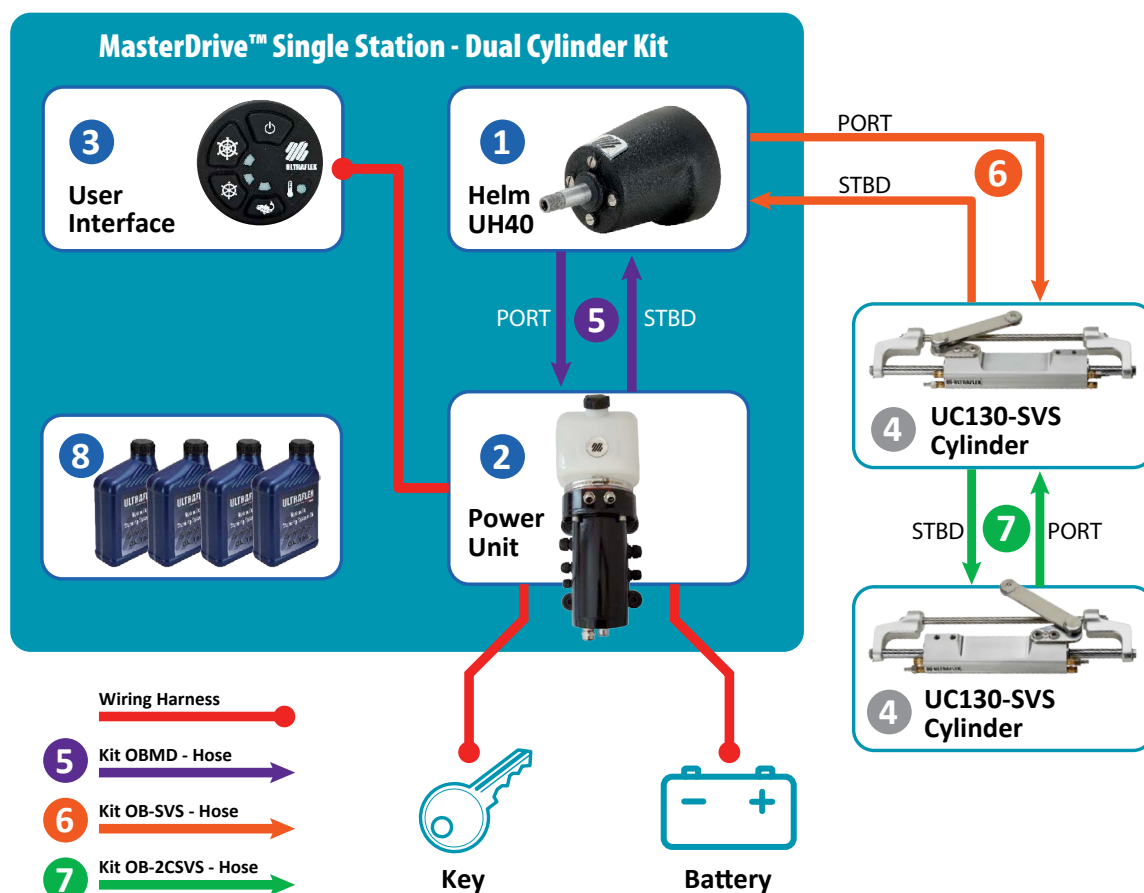 MasterDrive™ Single Station - Dual Cylinder Kit
3
User
Interface
ULTRAFLEX
1
Helm
UH40
PORT
STBD
6
PORT
5
STBD
8
ULTRAFLEX
2
Power
Unit
4
UC130-SVS
Cylinder
STBD
7
PORT
4
UC130-SVS
Cylinder
Wiring Harness
5
Kit OBMD - Hose
6
Kit OB-SVS - Hose
7
Kit OB-2CSVS - Hose
Key
Battery